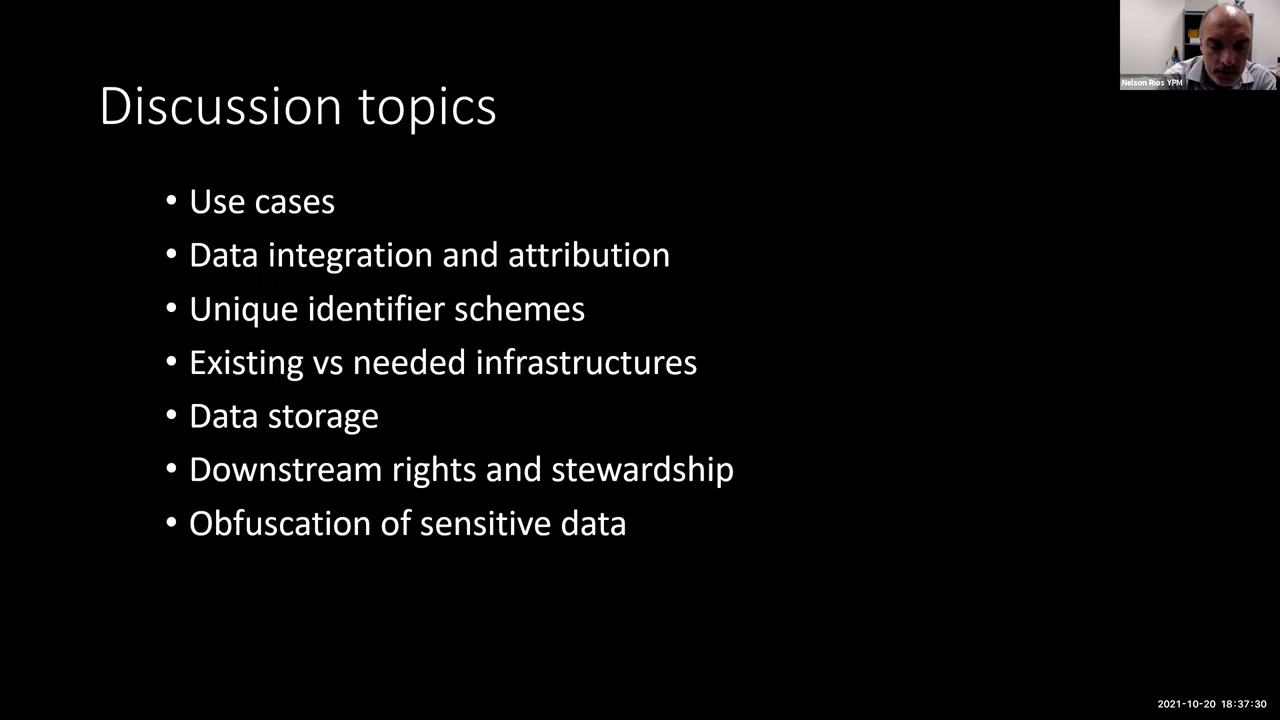 Discussion topics
• Use cases
• Data integration and attribution
• Unique identifier schemes
• Existing vs needed infrastructures
• Data storage
• Downstream rights and stewardship
• Obfuscation of sensitive data
Nelson Rios YPM
2021-10-20 18:37:30